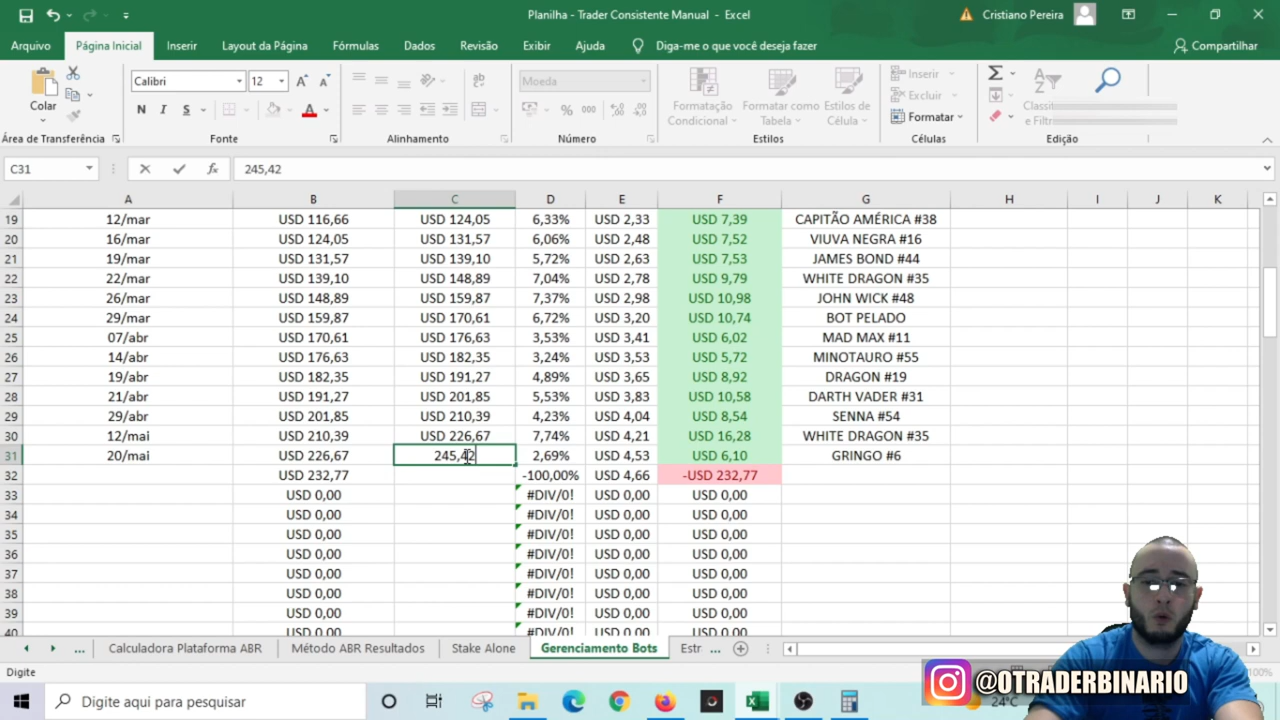 Planilha - Trader Consistente Manual - Excel
Cristiano Pereira
Arquivo Página Inicial Inserir Layout da Página Fórmulas Dados Revisão Exibir Ajuda Diga-me o que você deseja fazer Compartilhar
Calibri 12 Moeda
Colar
N I S
% 000
Formatação Condicional
Formatar como Tabela
Estilos de Célula
Inserir
Excluir
Formatar
Área de Transferência Fonte Alinhamento Número Estilos Células Edição
C31 fx 245,42
A B C D E F G H I J K
19 12/mar USD 116,66 USD 124,05 6,33% USD 2,33 USD 7,39 CAPITÃO AMÉRICA #38
20 16/mar USD 124,05 USD 131,57 6,06% USD 2,48 USD 7,52 VIUVA NEGRA #16
21 19/mar USD 131,57 USD 139,10 5,72% USD 2,63 USD 7,53 JAMES BOND #44
22 22/mar USD 139,10 USD 148,89 7,04% USD 2,78 USD 9,79 WHITE DRAGON #35
23 26/mar USD 148,89 USD 159,87 7,37% USD 2,98 USD 10,98 JOHN WICK #48
24 29/mar USD 159,87 USD 170,61 6,72% USD 3,20 USD 10,74 BOT PELADO
25 07/abr USD 170,61 USD 176,63 3,53% USD 3,41 USD 6,02 MAD MAX #11
26 14/abr USD 176,63 USD 182,35 3,24% USD 3,53 USD 5,72 MINOTAURO #55
27 19/abr USD 182,35 USD 191,27 4,89% USD 3,65 USD 8,92 DRAGON #19
28 21/abr USD 191,27 USD 201,85 5,53% USD 3,83 USD 10,58 DARTH VADER #31
29 29/abr USD 201,85 USD 210,39 4,23% USD 4,04 USD 8,54 SENNA #54
30 12/mai USD 210,39 USD 226,67 7,74% USD 4,21 USD 16,28 WHITE DRAGON #35
31 20/mai USD 226,67 245,42 2,69% USD 4,53 USD 6,10 GRINGO #6
32 USD 232,77 -100,00% USD 4,66 -USD 232,77
33 USD 0,00 #DIV/0! USD 0,00 USD 0,00
34 USD 0,00 #DIV/0! USD 0,00 USD 0,00
35 USD 0,00 #DIV/0! USD 0,00 USD 0,00
36 USD 0,00 #DIV/0! USD 0,00 USD 0,00
37 USD 0,00 #DIV/0! USD 0,00 USD 0,00
38 USD 0,00 #DIV/0! USD 0,00 USD 0,00
39 USD 0,00 #DIV/0! USD 0,00 USD 0,00
40 USD 0,00 #DIV/0! USD 0,00 USD 0,00
... Calculadora Plataforma ABR Método ABR Resultados Stake Alone Gerenciamento Bots Estr ...
Digite
@OTRADERBINARIO
Digite aqui para pesquisar
24°C